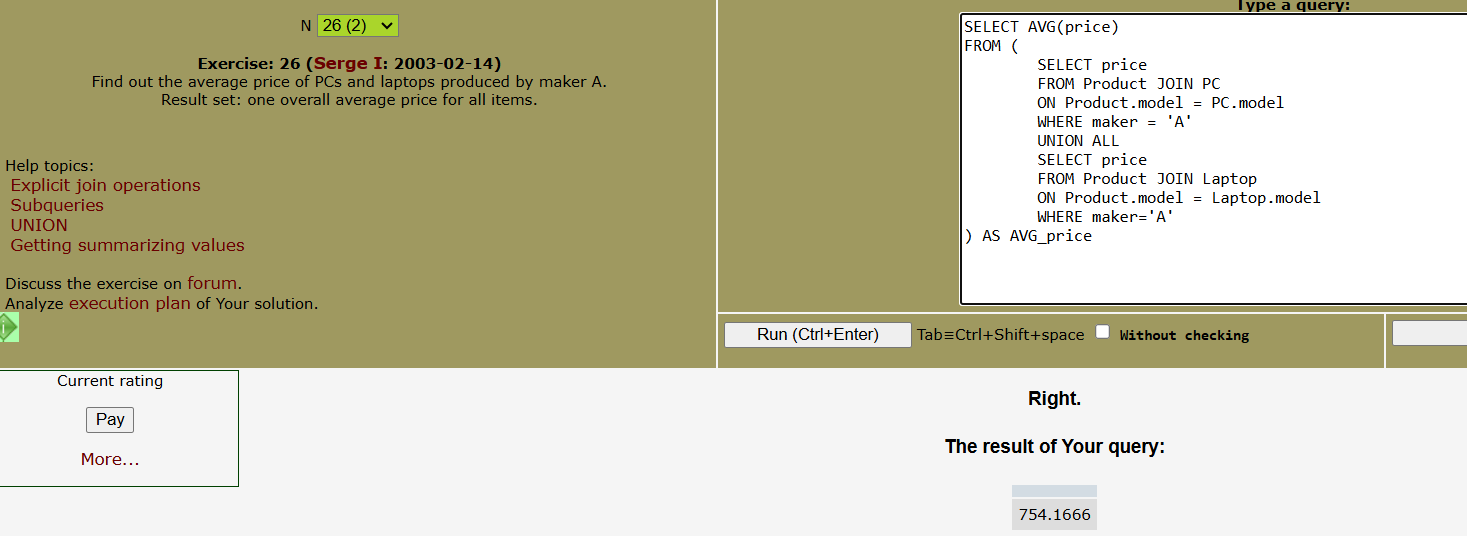 N 26 (2)
Exercise: 26 (Serge I: 2003-02-14)
Find out the average price of PCs and laptops produced by maker A.
Result set: one overall average price for all items.
Help topics:
Explicit join operations
Subqueries
UNION
Getting summarizing values
Discuss the exercise on forum.
Analyze execution plan of Your solution.
Type a query:
SELECT AVG(price)
FROM (
SELECT price
FROM Product JOIN PC
ON Product.model = PC.model
WHERE maker = 'A'
UNION ALL
SELECT price
FROM Product JOIN Laptop
ON Product.model = Laptop.model
WHERE maker='A'
) AS AVG_price
Run (Ctrl+Enter) Tab≡Ctrl+Shift+space Without checking
Current rating
Pay
More...
Right.
The result of Your query:
754.1666